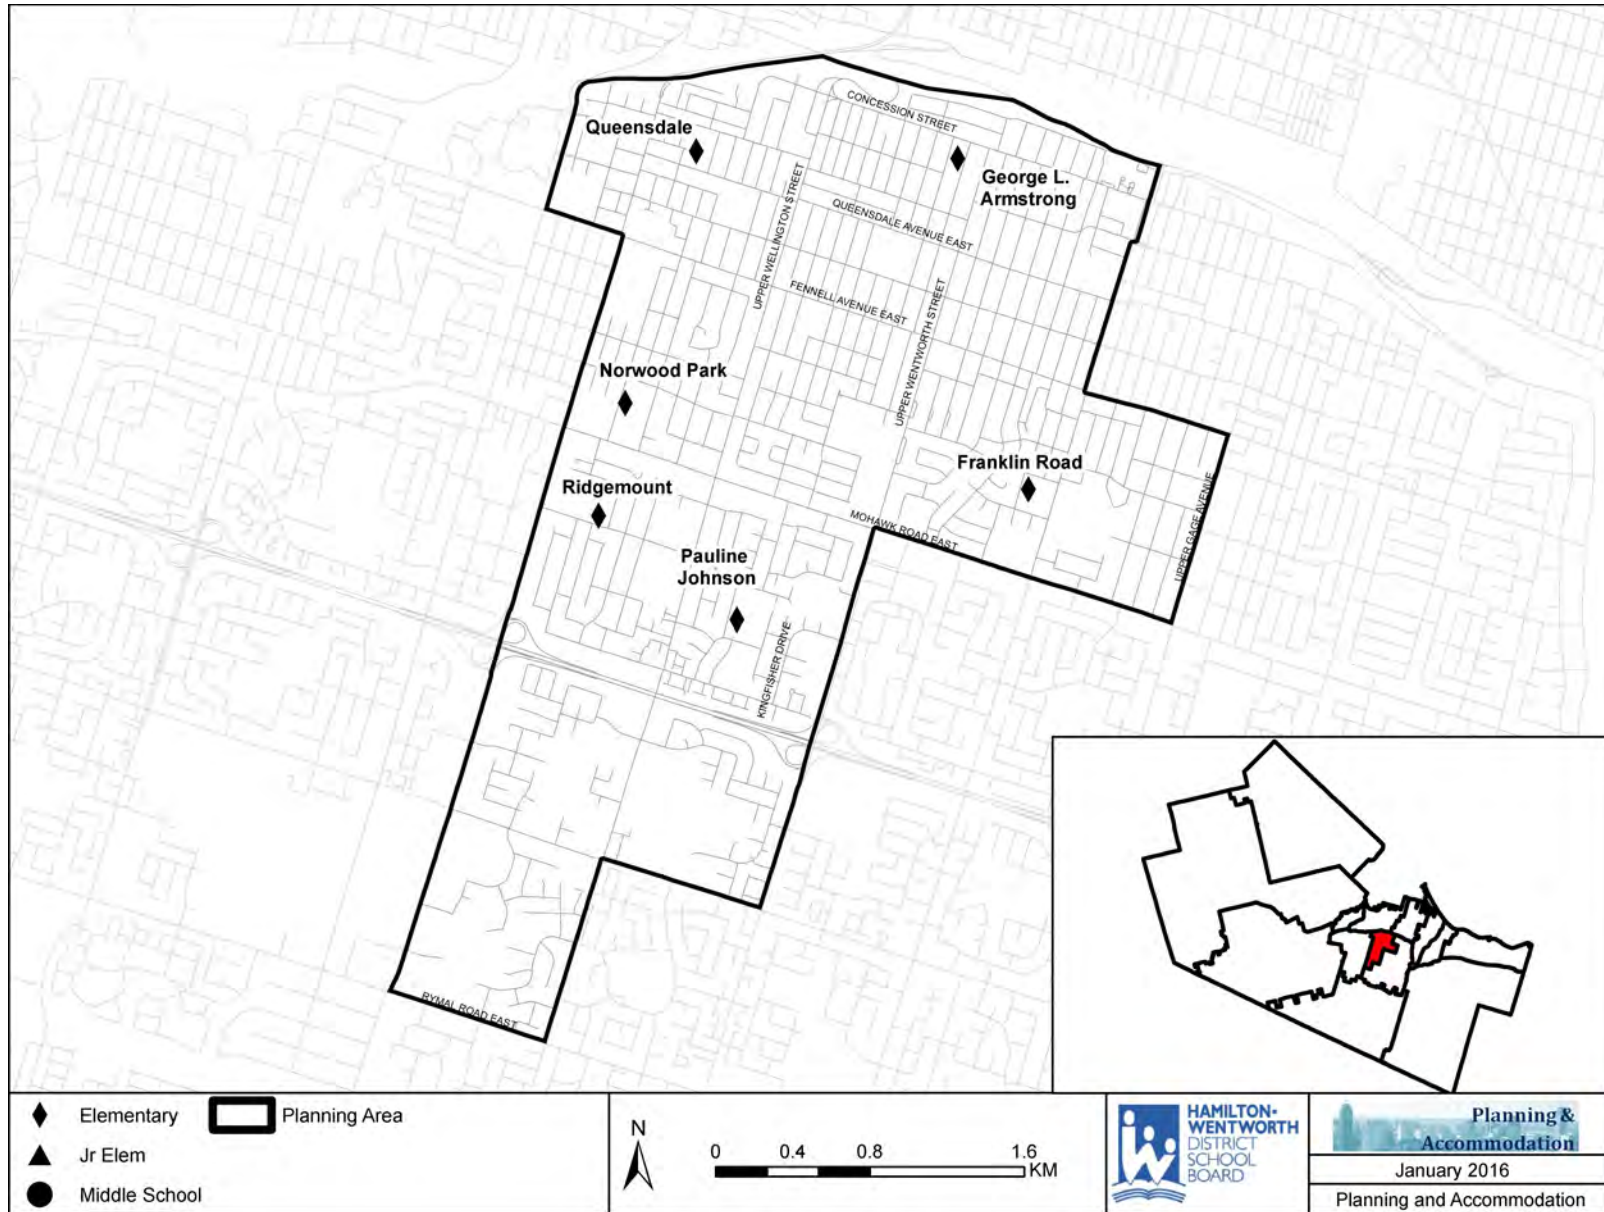 CONCESSION STREET
Queensdale
George L.
Armstrong
UPPER WELLINGTON STREET
QUEENSDALE AVENUE EAST
FENNELL AVENUE EAST
UPPER WENTWORTH STREET
Norwood Park
Franklin Road
Ridgemount
UPPER GAGE AVENUE
MOHAWK ROAD EAST
Pauline
Johnson
KINGFISHER DRIVE
RYMAL ROAD EAST
Elementary
Planning Area
Jr Elem
Middle School
N
0 0.4 0.8 1.6
KM
HAMILTON-
WENTWORTH
DISTRICT
SCHOOL
BOARD
Planning &
Accommodation
January 2016
Planning and Accommodation